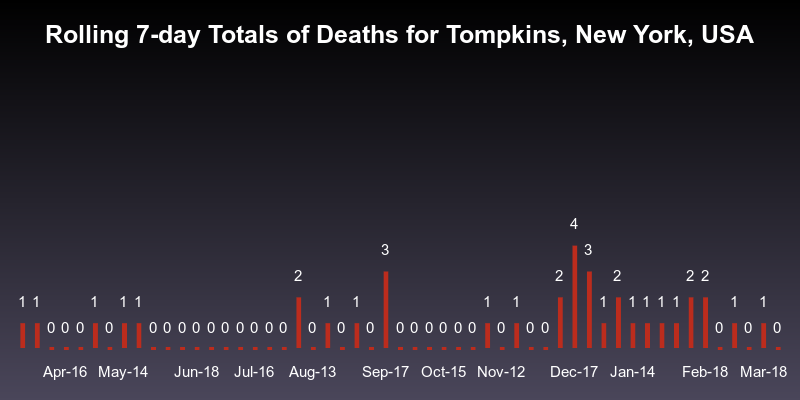 Rolling 7-day Totals of Deaths for Tompkins, New York, USA
4
3 3
2 2 2 2 2
1 1 1 1 1 1 1 1 1 1 1 1 1 1 1 1
0 0 0 0 0 0 0 0 0 0 0 0 0 0 0 0 0 0 0 0 0 0 0 0 0 0 0 0 0
Apr-16 May-14 Jun-18 Jul-16 Aug-13 Sep-17 Oct-15 Nov-12 Dec-17 Jan-14 Feb-18 Mar-18